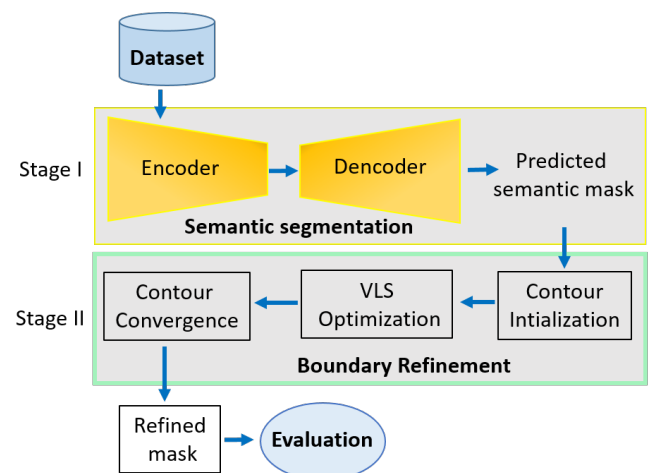 Dataset
Stage I
Encoder
Dencoder
Predicted
semantic mask
Semantic segmentation
Stage II
Contour
Convergence
VLS
Optimization
Contour
Intialization
Boundary Refinement
Refined
mask
Evaluation